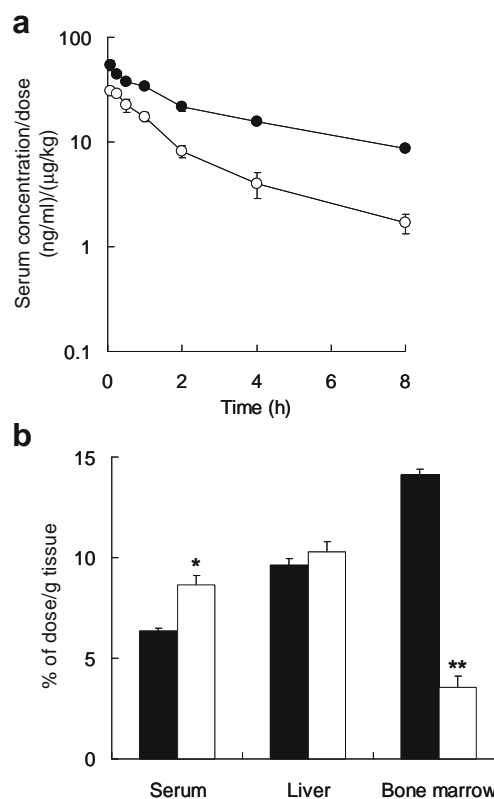 a
Serum concentration/dose
(ng/ml)/(μg/kg)
100
10
1
0.1
0 2 4 6 8
Time (h)
b
% of dose/g tissue
15
10
5
0
*
**
Serum Liver Bone marrow